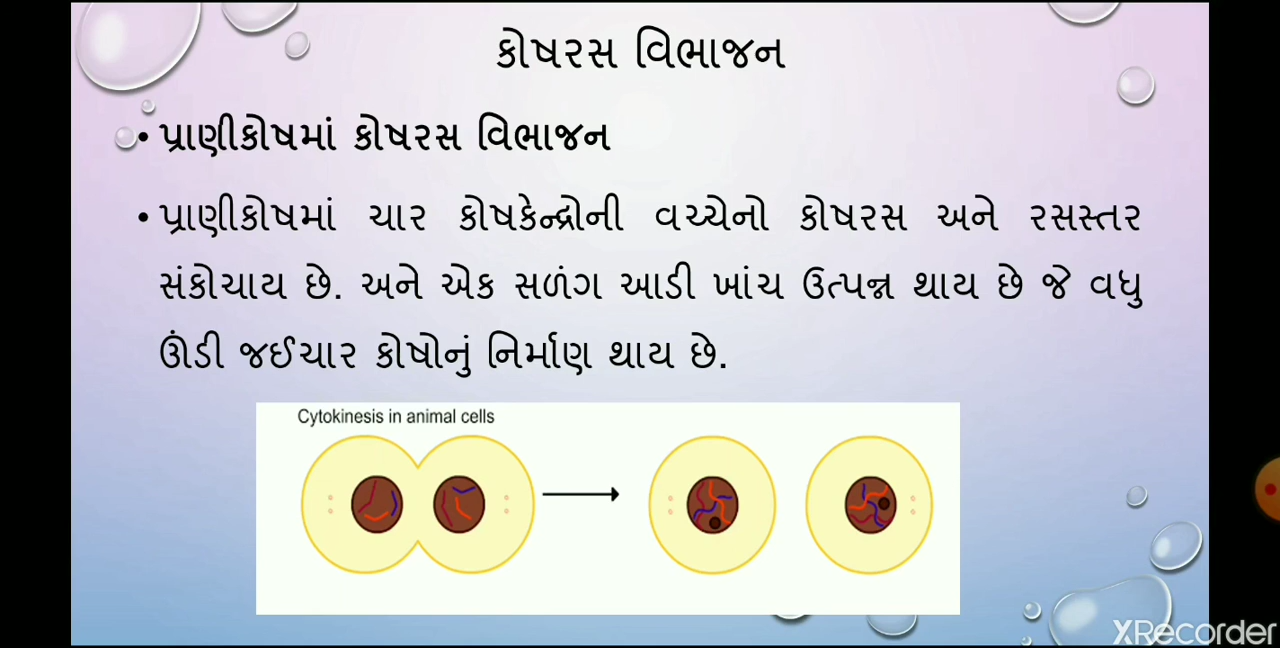 કોષરસ વિભાજન
• પ્રાણીકોષમાં કોષરસ વિભાજન
• પ્રાણીકોષમાં ચાર કોષકેન્દ્રોની વચ્ચેનો કોષરસ અને રસસ્તર
સંકોચાય છે. અને એક સળંગ આડી ખાંચ ઉત્પન્ન થાય છે જે વધુ
ઊંડી જઈચાર કોષોનું નિર્માણ થાય છે.
Cytokinesis in animal cells
XRecorder